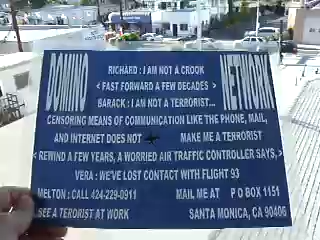 DOMINO NETWORK
RICHARD : I AM NOT A CROOK
< FAST FORWARD A FEW DECADES >
BARACK : I AM NOT A TERRORIST...
CENSORING MEANS OF COMMUNICATION LIKE THE PHONE, MAIL,
AND INTERNET DOES NOT MAKE ME A TERRORIST
< REWIND A FEW YEARS, A WORRIED AIR TRAFFIC CONTROLLER SAYS, >
VERA : WE'VE LOST CONTACT WITH FLIGHT 93
MELTON : CALL 424-229-0911 MAIL ME AT P O BOX 1151
SEE A TERORIST AT WORK SANTA MONICA, CA 90406